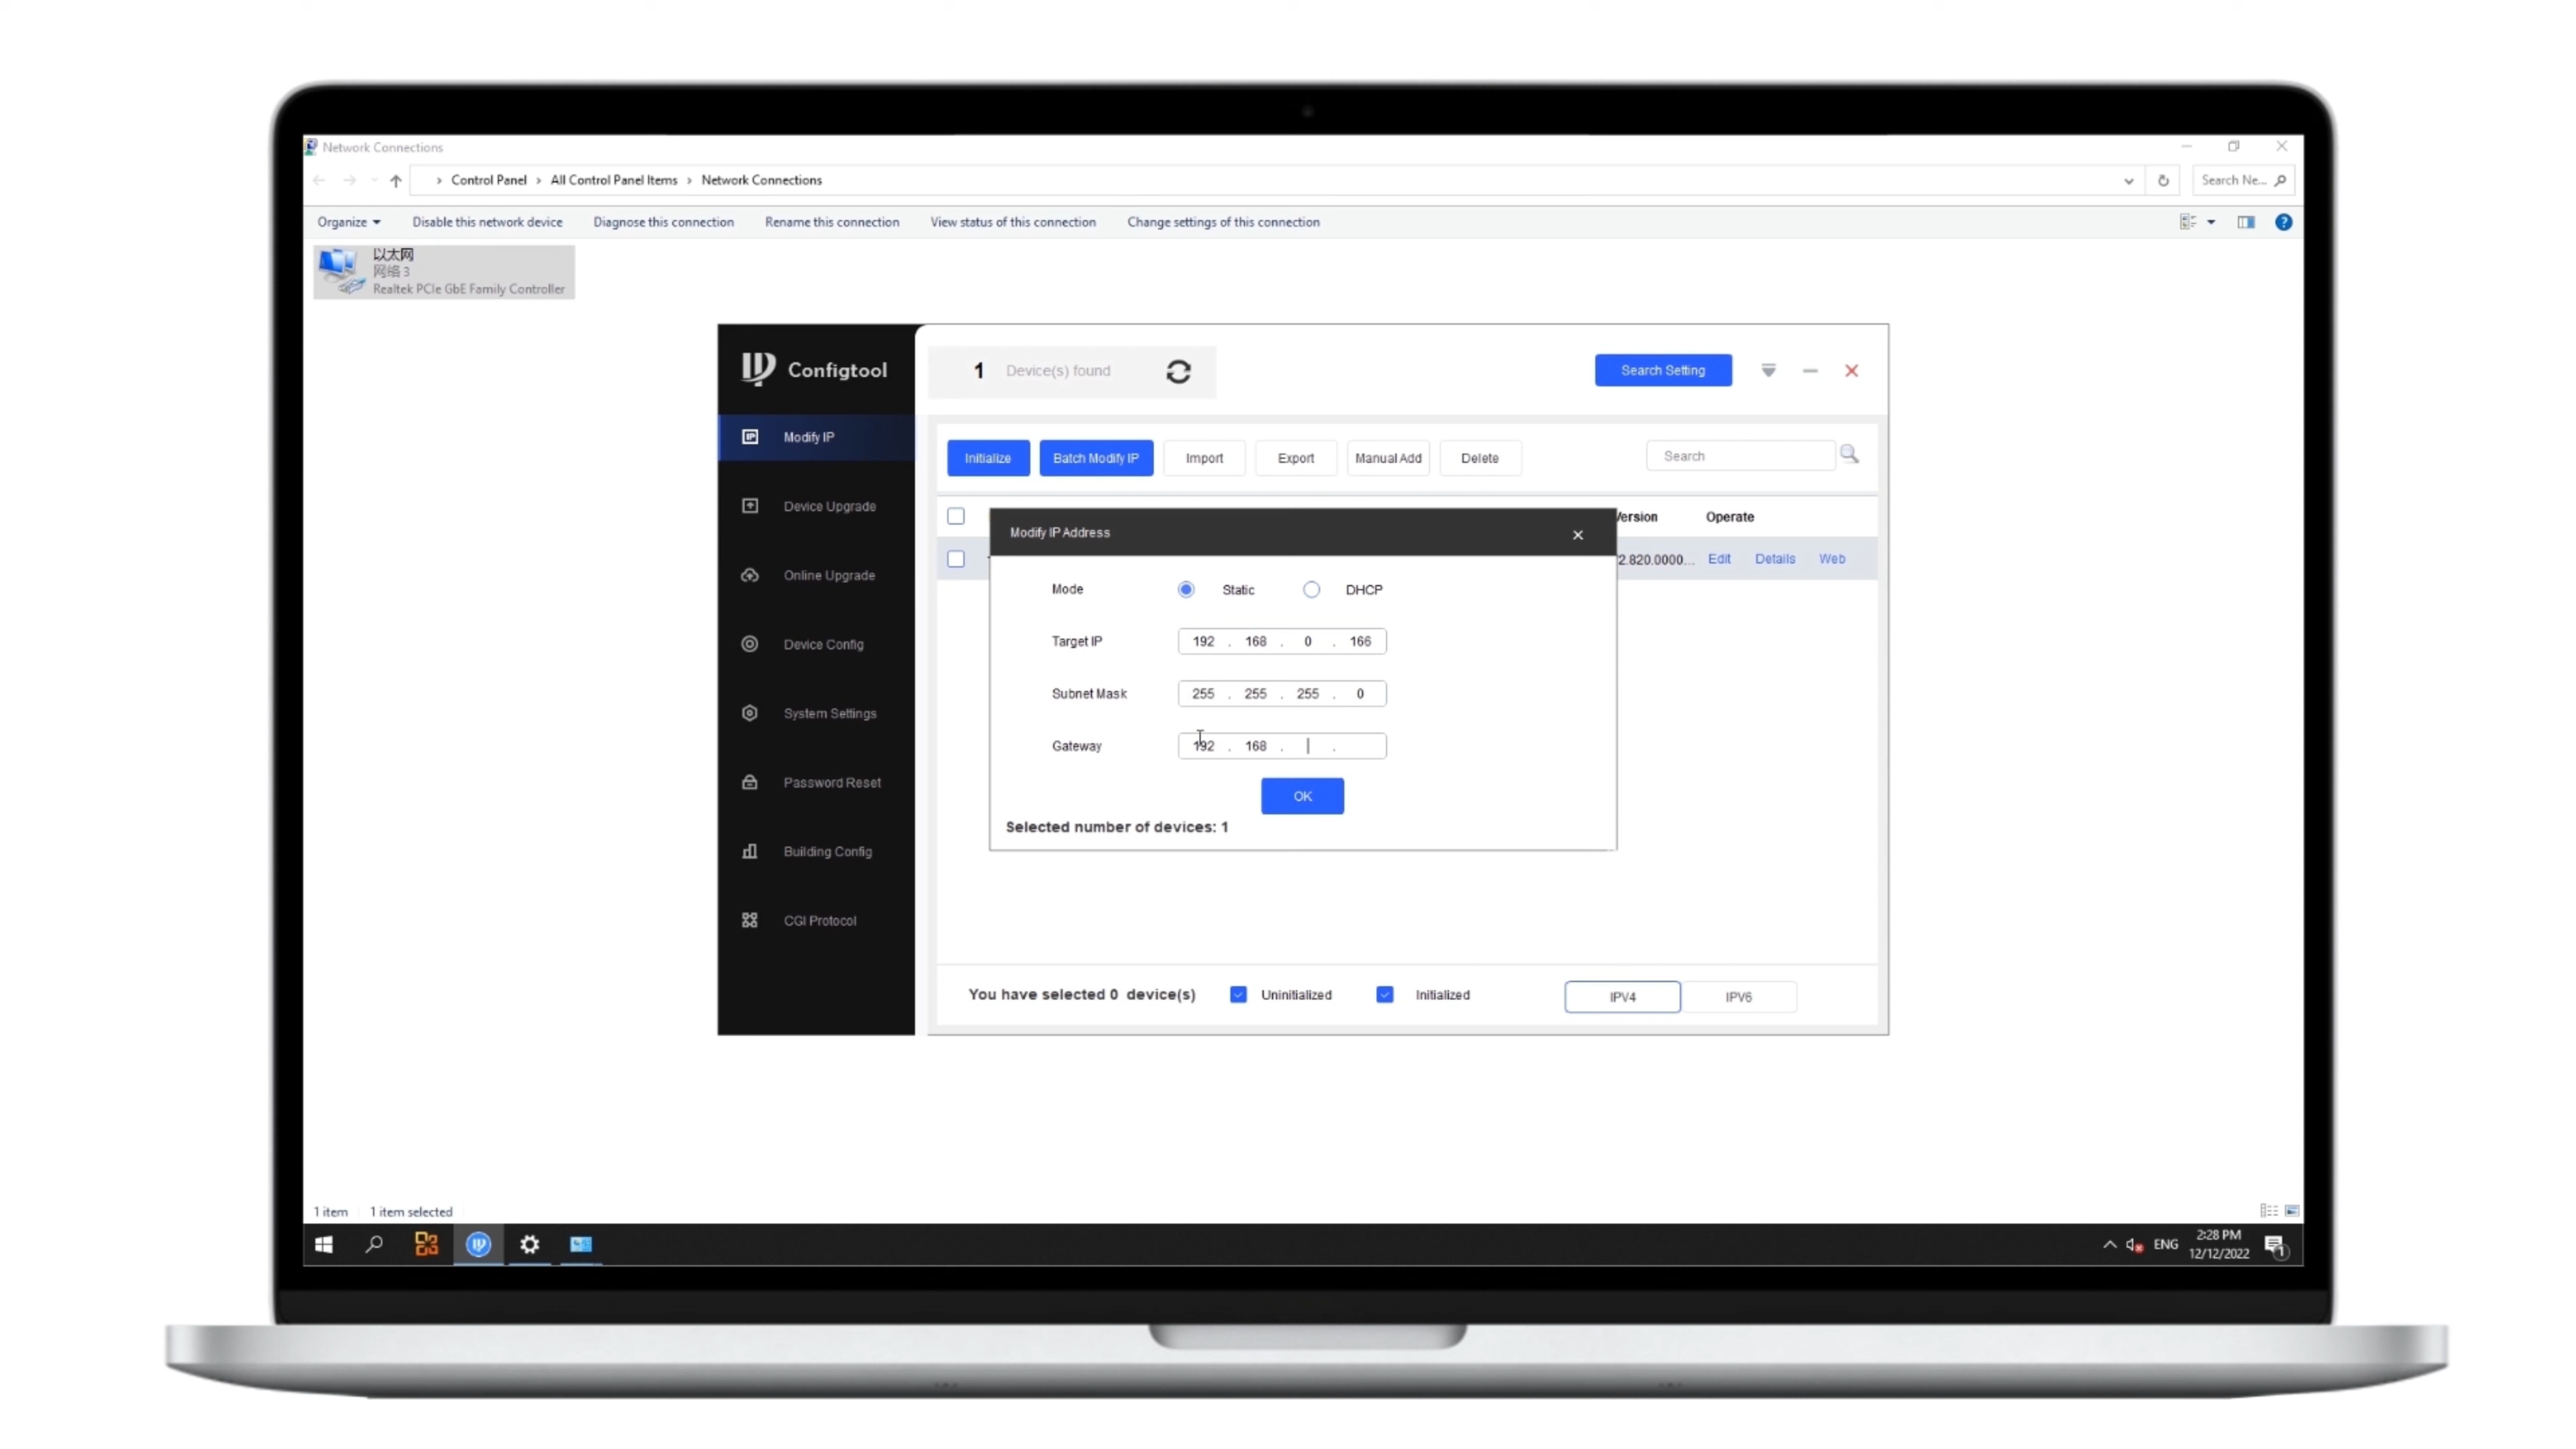 Network Connections
Control Panel › All Control Panel Items › Network Connections
Search Ne...
Organize Disable this network device Diagnose this connection Rename this connection View status of this connection Change settings of this connection
以太网
网络 3
Realtek PCIe GbE Family Controller
Configtool
1 Device(s) found
Search Setting
Modify IP
Device Upgrade
Online Upgrade
Device Config
System Settings
Password Reset
Building Config
CGI Protocol
Initialize Batch Modify IP Import Export Manual Add Delete
Search
Version Operate
2.820.0000... Edit Details Web
Modify IP Address
Mode Static DHCP
Target IP 192 . 168 . 0 . 166
Subnet Mask 255 . 255 . 255 . 0
Gateway 192 . 168 . .
OK
Selected number of devices: 1
You have selected 0 device(s) Uninitialized Initialized
IPV4 IPV6
1 item 1 item selected
ENG
2:28 PM
12/12/2022
1